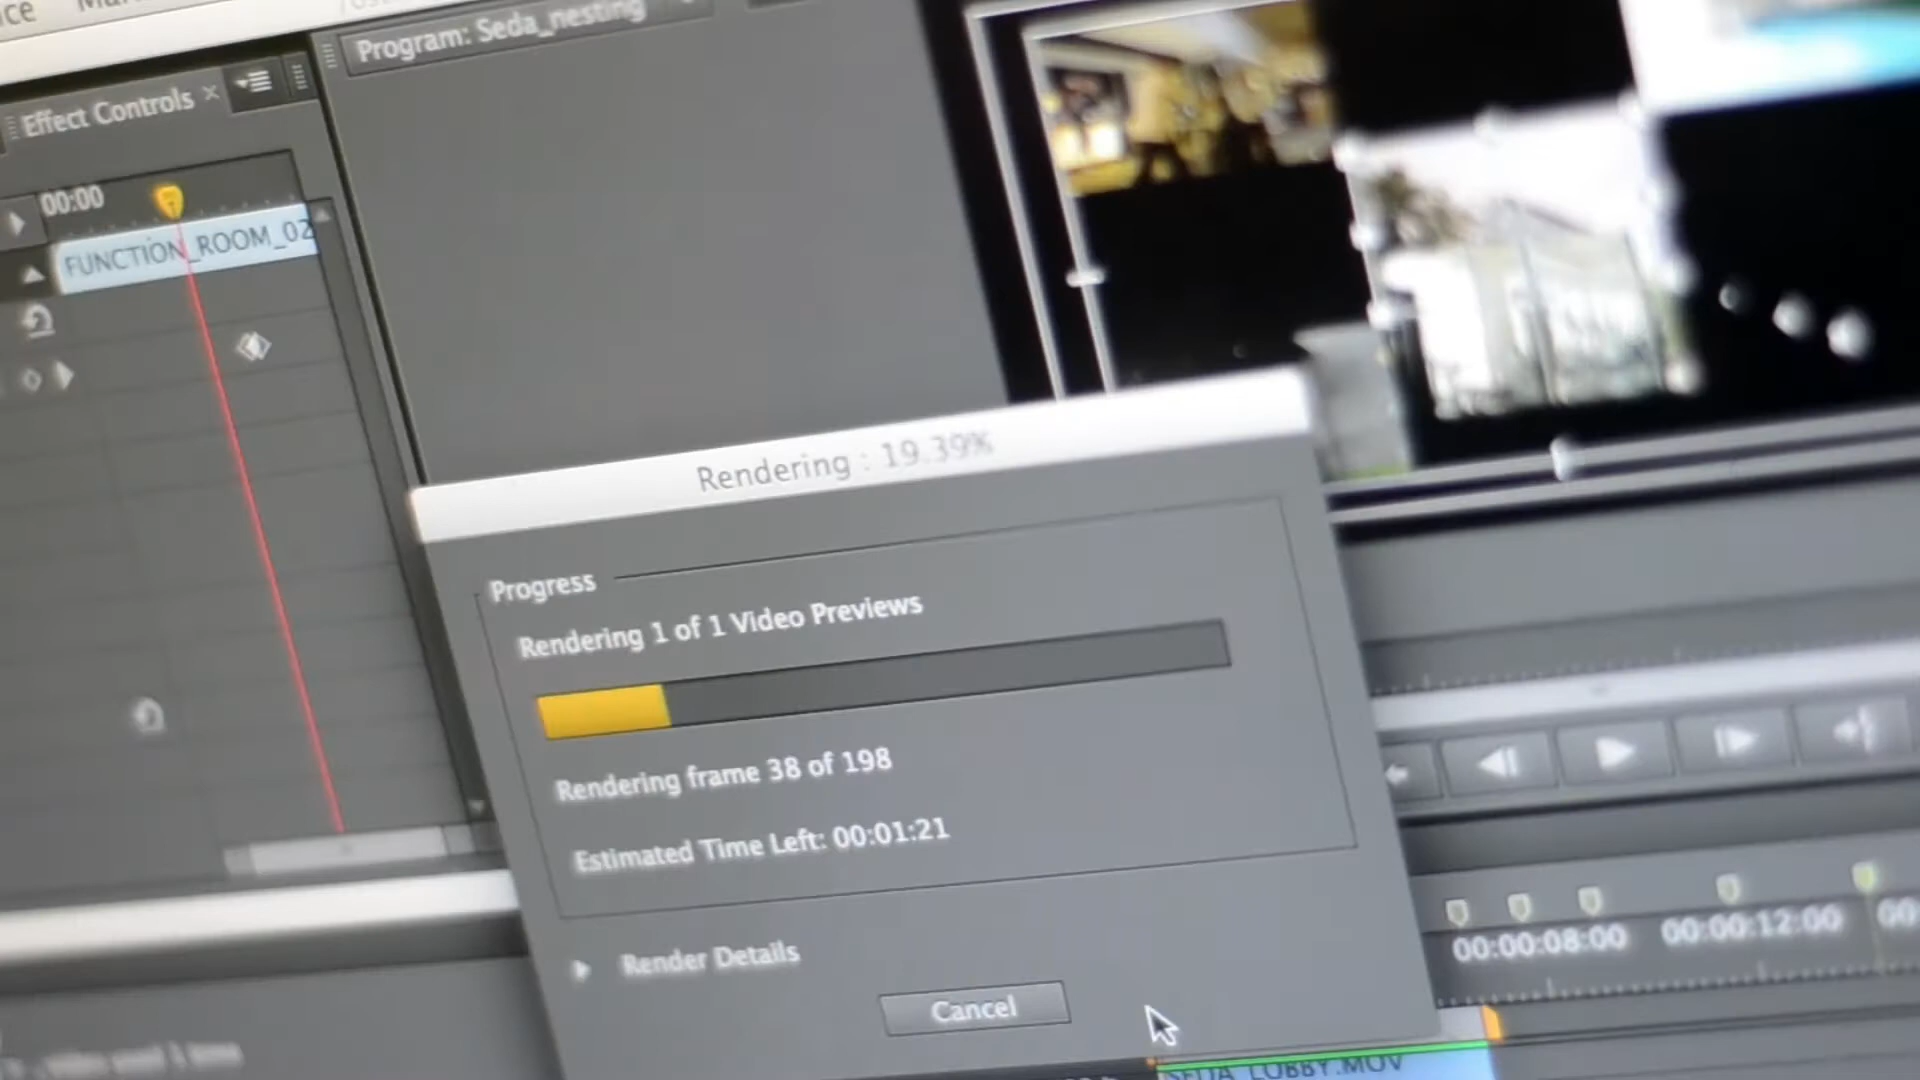 Program: Seda_nesting
Effect Controls
00:00
FUNCTION_ROOM_02
Rendering : 19.39%
Progress
Rendering 1 of 1 Video Previews
Rendering frame 38 of 198
Estimated Time Left: 00:01:21
Render Details
Cancel
00:00:08:00
00:00:12:00
00:
SEDA_LOBBY.MOV